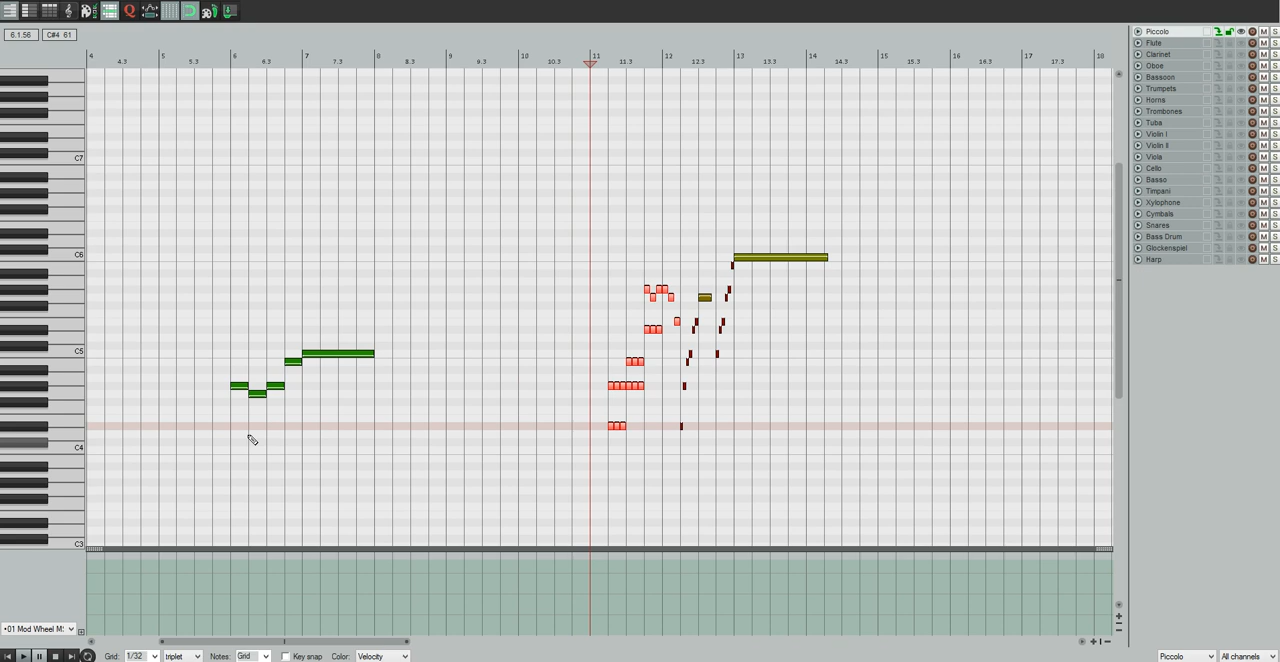 6.1.56 C#4 61
4 5 6 7 8 9 10 11 12 13 14 15 16 17 18
4.3 5.3 6.3 7.3 8.3 9.3 10.3 11.3 12.3 13.3 14.3 15.3 16.3 17.3
C7
C6
C5
C4
C3
Piccolo M S
Flute M S
Clarinet M S
Oboe M S
Bassoon M S
Trumpets M S
Horns M S
Trombones M S
Tuba M S
Violin I M S
Violin II M S
Viola M S
Cello M S
Basso M S
Timpani M S
Xylophone M S
Cymbals M S
Snares M S
Bass Drum M S
Glockenspiel M S
Harp M S
•01 Mod Wheel M:
Grid: 1/32 triplet Notes: Grid Key snap Color: Velocity Piccolo All channels